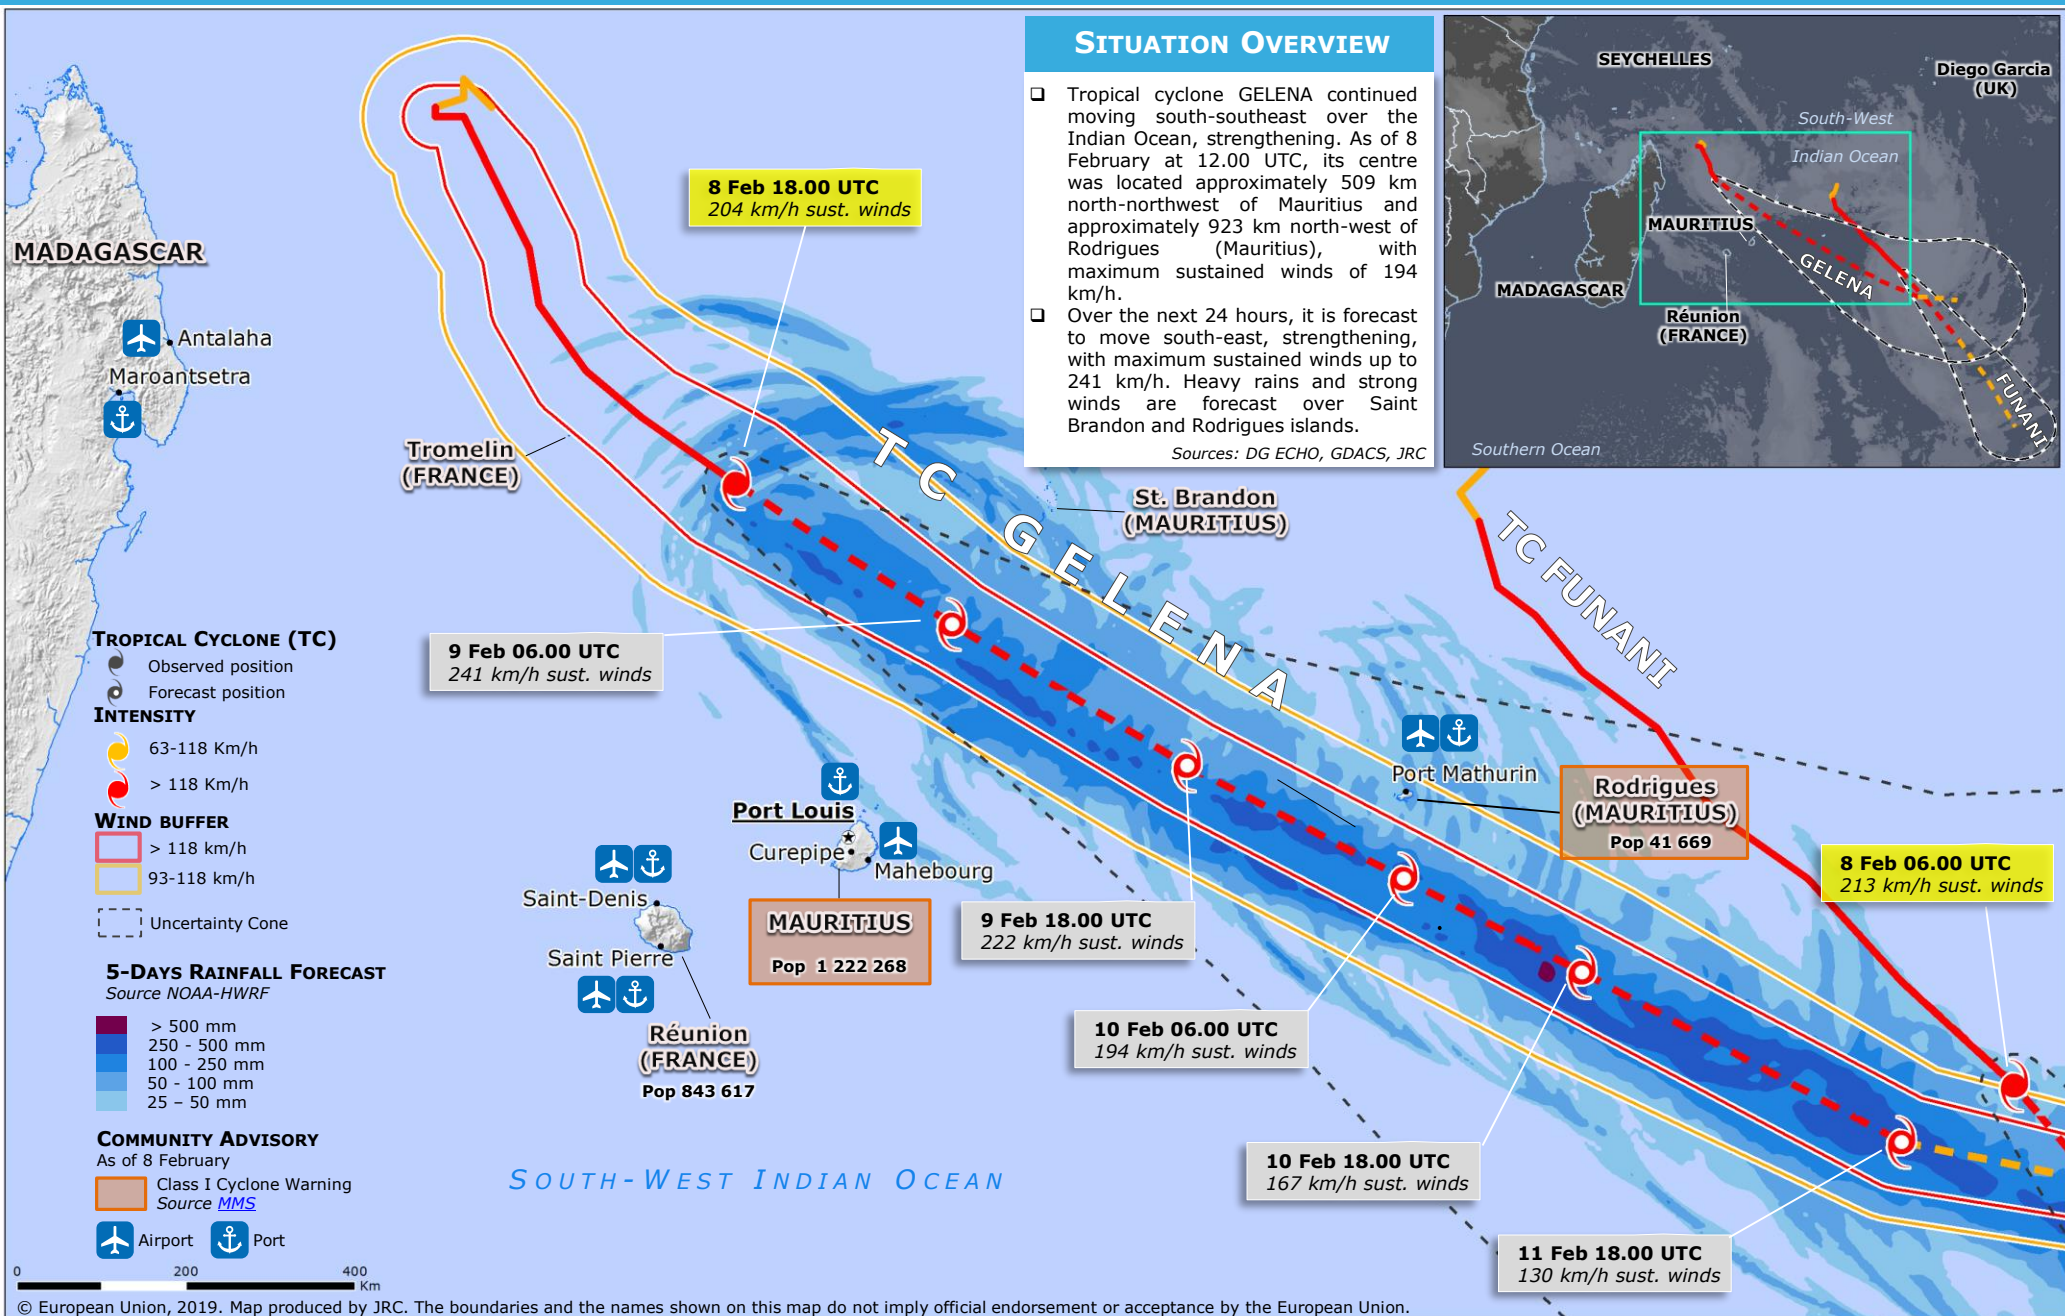 SITUATION OVERVIEW
❑ Tropical cyclone GELENA continued
moving south-southeast over the
Indian Ocean, strengthening. As of 8
February at 12.00 UTC, its centre
was located approximately 509 km
north-northwest of Mauritius and
approximately 923 km north-west of
Rodrigues (Mauritius), with
maximum sustained winds of 194
km/h.
❑ Over the next 24 hours, it is forecast
to move south-east, strengthening,
with maximum sustained winds up to
241 km/h. Heavy rains and strong
winds are forecast over Saint
Brandon and Rodrigues islands.
Sources: DG ECHO, GDACS, JRC
SEYCHELLES
Diego Garcia
(UK)
South-West
Indian Ocean
MAURITIUS
GELENA
MADAGASCAR
Réunion
(FRANCE)
FUNANI
Southern Ocean
8 Feb 18.00 UTC
204 km/h sust. winds
MADAGASCAR
Antalaha
Maroantsetra
Tromelin
(FRANCE)
TC GELENA
St. Brandon
(MAURITIUS)
TC FUNANI
9 Feb 06.00 UTC
241 km/h sust. winds
Port Mathurin
Rodrigues
(MAURITIUS)
Pop 41 669
Port Louis
Curepipe
Mahebourg
MAURITIUS
Pop 1 222 268
Saint-Denis
Saint Pierre
Réunion
(FRANCE)
Pop 843 617
8 Feb 06.00 UTC
213 km/h sust. winds
9 Feb 18.00 UTC
222 km/h sust. winds
10 Feb 06.00 UTC
194 km/h sust. winds
10 Feb 18.00 UTC
167 km/h sust. winds
11 Feb 18.00 UTC
130 km/h sust. winds
SOUTH-WEST INDIAN OCEAN
TROPICAL CYCLONE (TC)
Observed position
Forecast position
INTENSITY
63-118 Km/h
> 118 Km/h
WIND BUFFER
> 118 km/h
93-118 km/h
Uncertainty Cone
5-DAYS RAINFALL FORECAST
Source NOAA-HWRF
> 500 mm
250 - 500 mm
100 - 250 mm
50 - 100 mm
25 – 50 mm
COMMUNITY ADVISORY
As of 8 February
Class I Cyclone Warning
Source MMS
Airport Port
0 200 400
Km
© European Union, 2019. Map produced by JRC. The boundaries and the names shown on this map do not imply official endorsement or acceptance by the European Union.